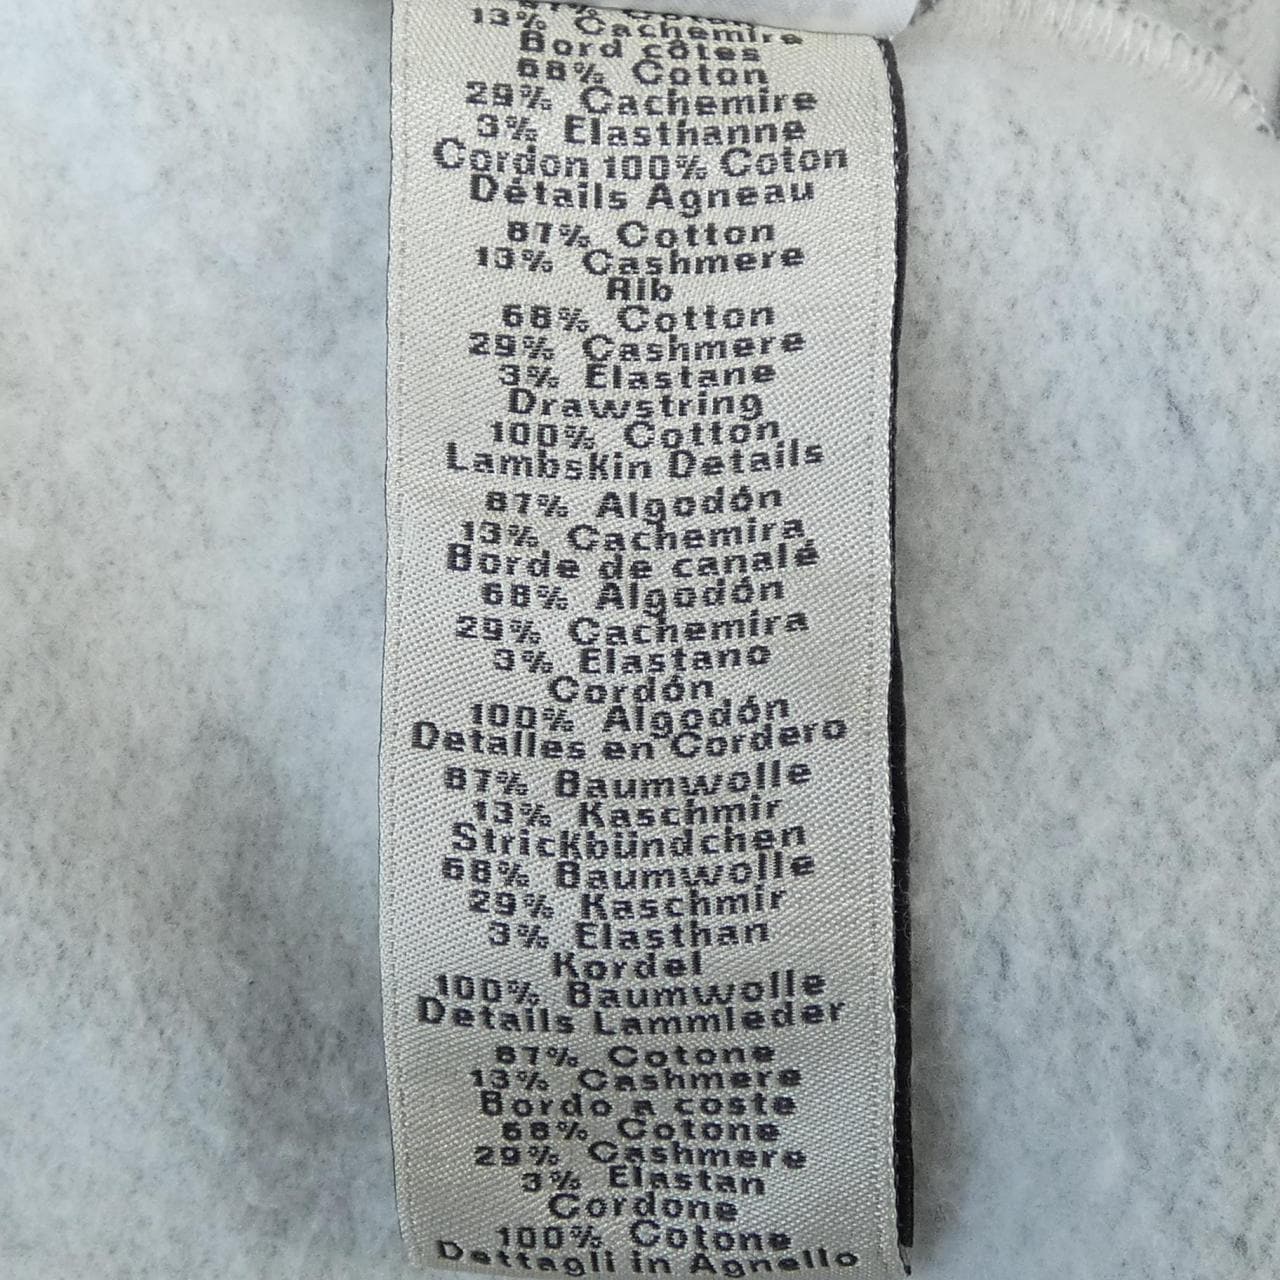 87% Coton
13% Cachemire
Bord côtes
68% Coton
29% Cachemire
3% Elasthanne
Cordon 100% Coton
Détails Agneau
87% Cotton
13% Cashmere
Rib
68% Cotton
29% Cashmere
3% Elastane
Drawstring
100% Cotton
Lambskin Details
87% Algodón
13% Cachemira
Borde de canalé
68% Algodón
29% Cachemira
3% Elastano
Cordón
100% Algodón
Detalles en Cordero
87% Baumwolle
13% Kaschmir
Strickbündchen
68% Baumwolle
29% Kaschmir
3% Elasthan
Kordel
100% Baumwolle
Details Lammleder
87% Cotone
13% Cashmere
Bordo a coste
68% Cotone
29% Cashmere
3% Elastan
Cordone
100% Cotone
Dettagli in Agnello